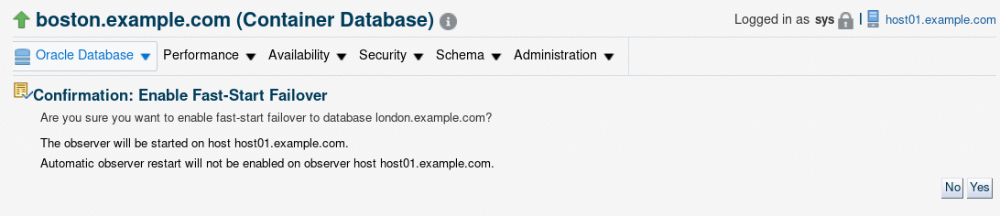 boston.example.com (Container Database)
Logged in as sys | host01.example.com
Oracle Database Performance Availability Security Schema Administration
Confirmation: Enable Fast-Start Failover
Are you sure you want to enable fast-start failover to database london.example.com?
The observer will be started on host host01.example.com.
Automatic observer restart will not be enabled on observer host host01.example.com.
No Yes